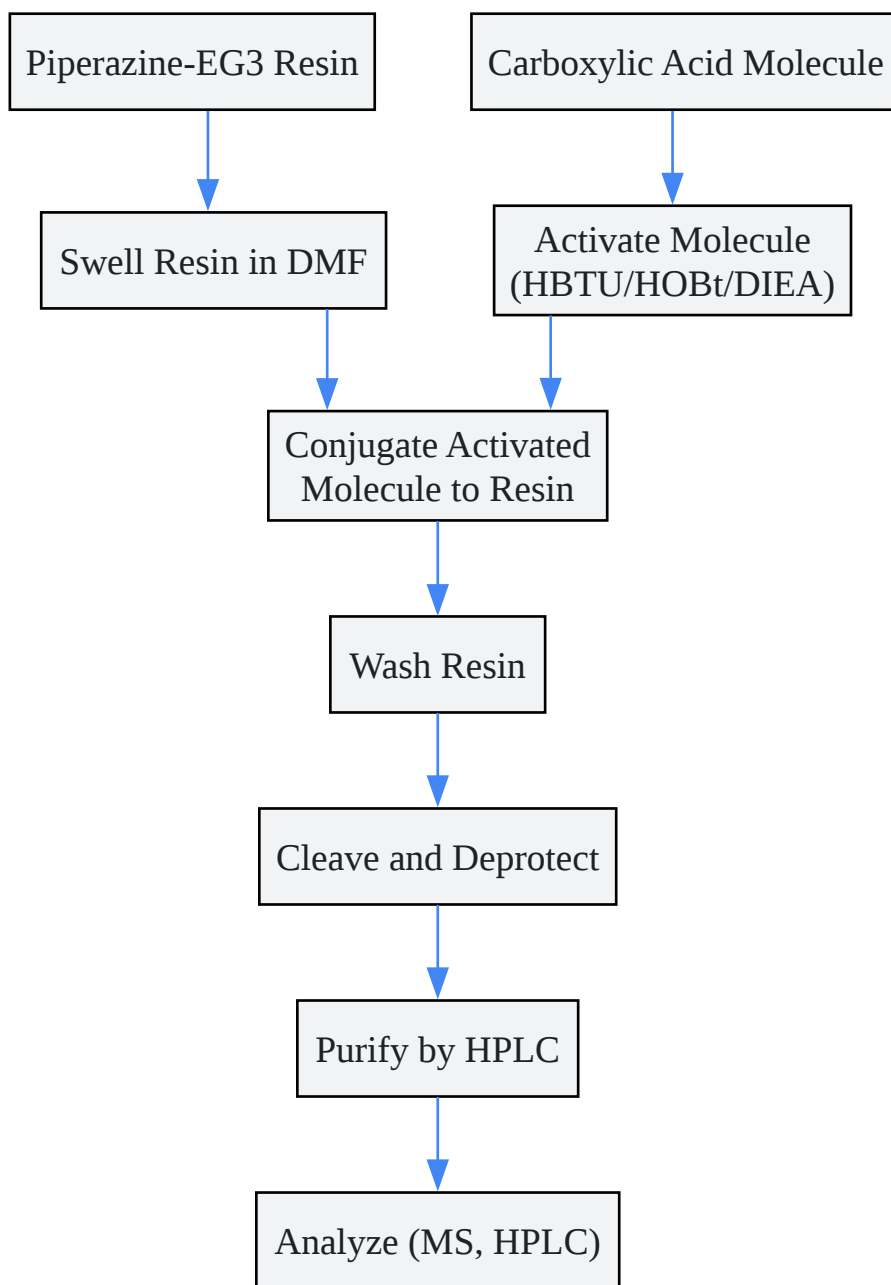 Piperazine-EG3 Resin
Carboxylic Acid Molecule
Swell Resin in DMF
Activate Molecule
(HBTU/HOBt/DIEA)
Conjugate Activated
Molecule to Resin
Wash Resin
Cleave and Deprotect
Purify by HPLC
Analyze (MS, HPLC)